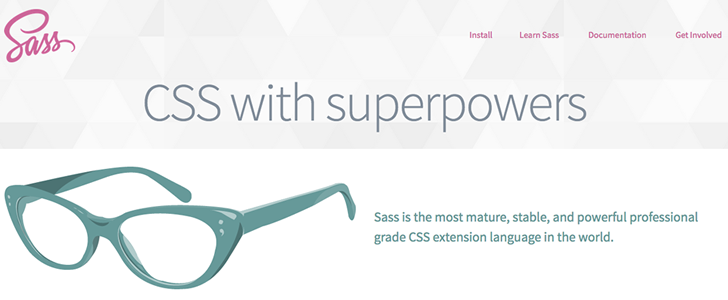 Sass
Install Learn Sass Documentation Get Involved
CSS with superpowers
Sass is the most mature, stable, and powerful professional
grade CSS extension language in the world.